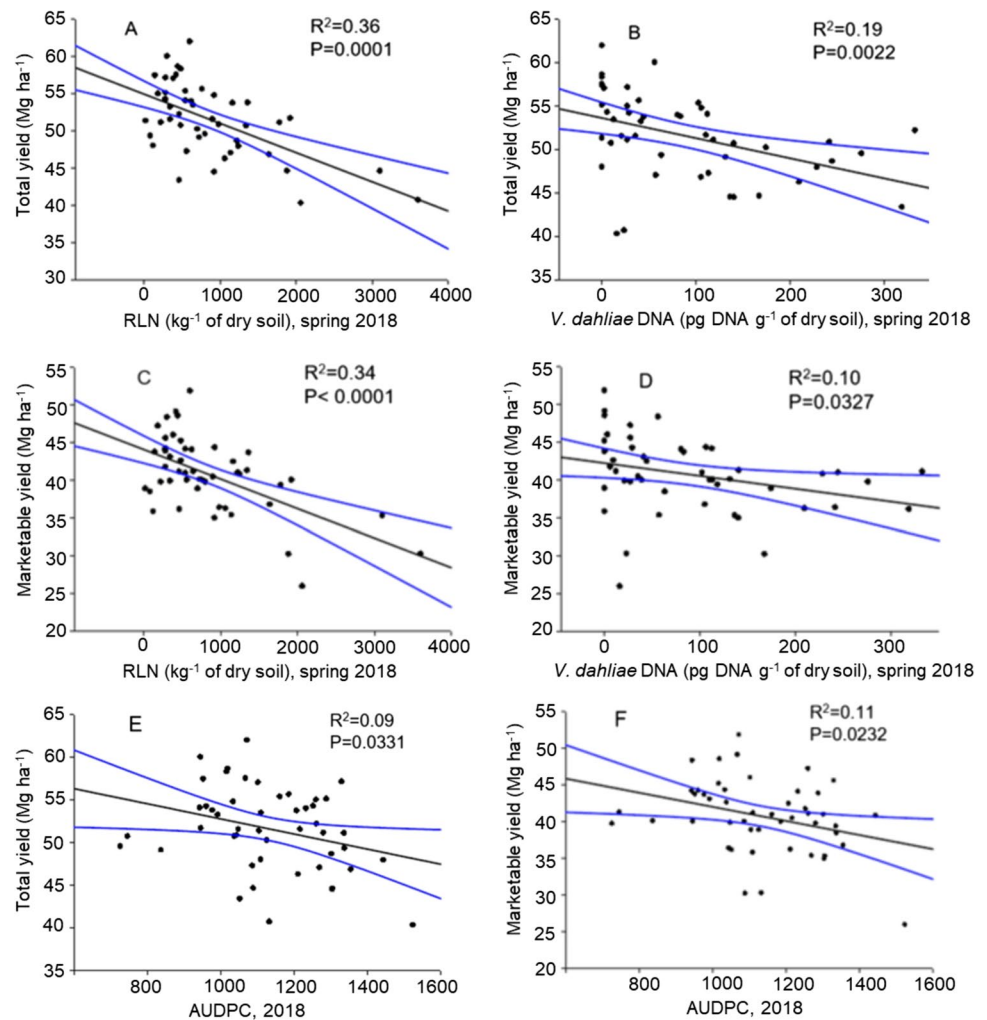 A
R²=0.36
P=0.0001
Total yield (Mg ha⁻¹)
65
60
55
50
45
40
35
30
0 1000 2000 3000 4000
RLN (kg⁻¹ of dry soil), spring 2018
B
R²=0.19
P=0.0022
Total yield (Mg ha⁻¹)
65
60
55
50
45
40
35
0 100 200 300
V. dahliae DNA (pg DNA g⁻¹ of dry soil), spring 2018
C
R²=0.34
P< 0.0001
Marketable yield (Mg ha⁻¹)
55
50
45
40
35
30
25
20
0 1000 2000 3000 4000
RLN (kg⁻¹ of dry soil), spring 2018
D
R²=0.10
P=0.0327
Marketable yield (Mg ha⁻¹)
55
50
45
40
35
30
25
20
0 100 200 300
V. dahliae DNA (pg DNA g⁻¹ of dry soil), spring 2018
E
R²=0.09
P=0.0331
Total yield (Mg ha⁻¹)
65
60
55
50
45
40
35
800 1000 1200 1400 1600
AUDPC, 2018
F
R²=0.11
P=0.0232
Marketable yield (Mg ha⁻¹)
55
50
45
40
35
30
25
20
800 1000 1200 1400 1600
AUDPC, 2018